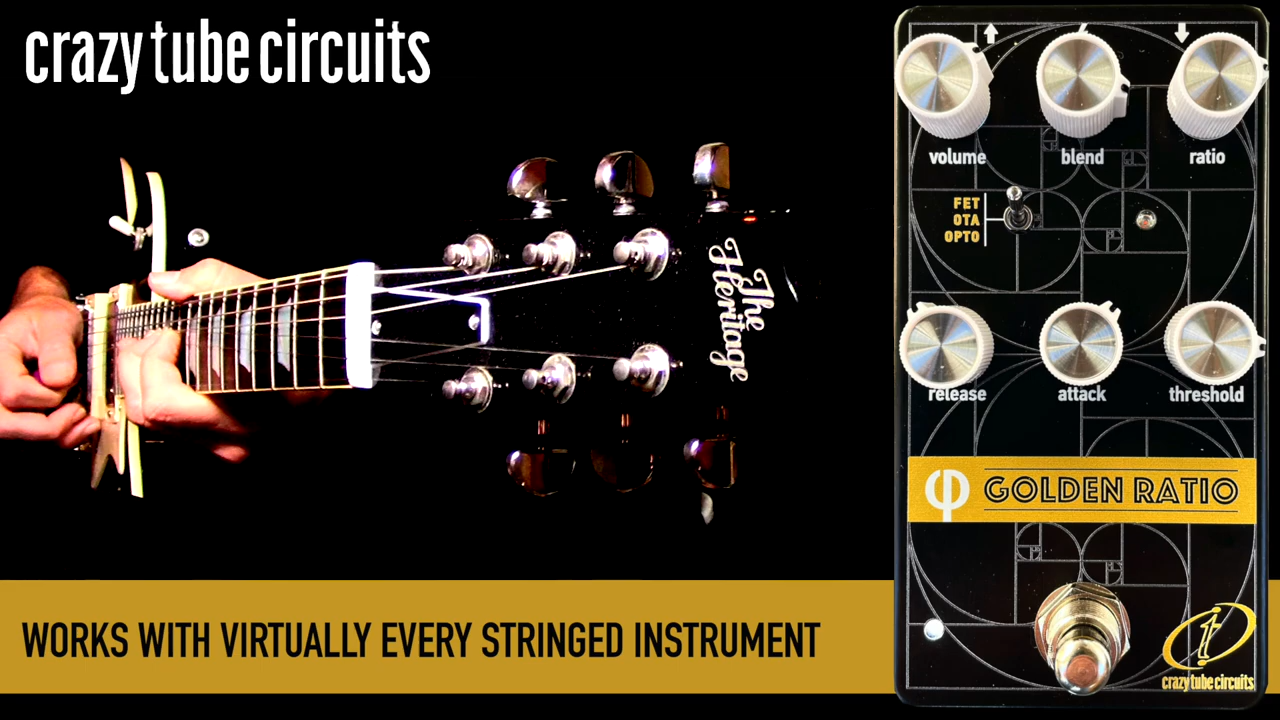 crazy tube circuits
The
Heritage
WORKS WITH VIRTUALLY EVERY STRINGED INSTRUMENT
volume
blend
ratio
FET
OTA
OPTO
release
attack
threshold
φ GOLDEN RATIO
crazy tube circuits